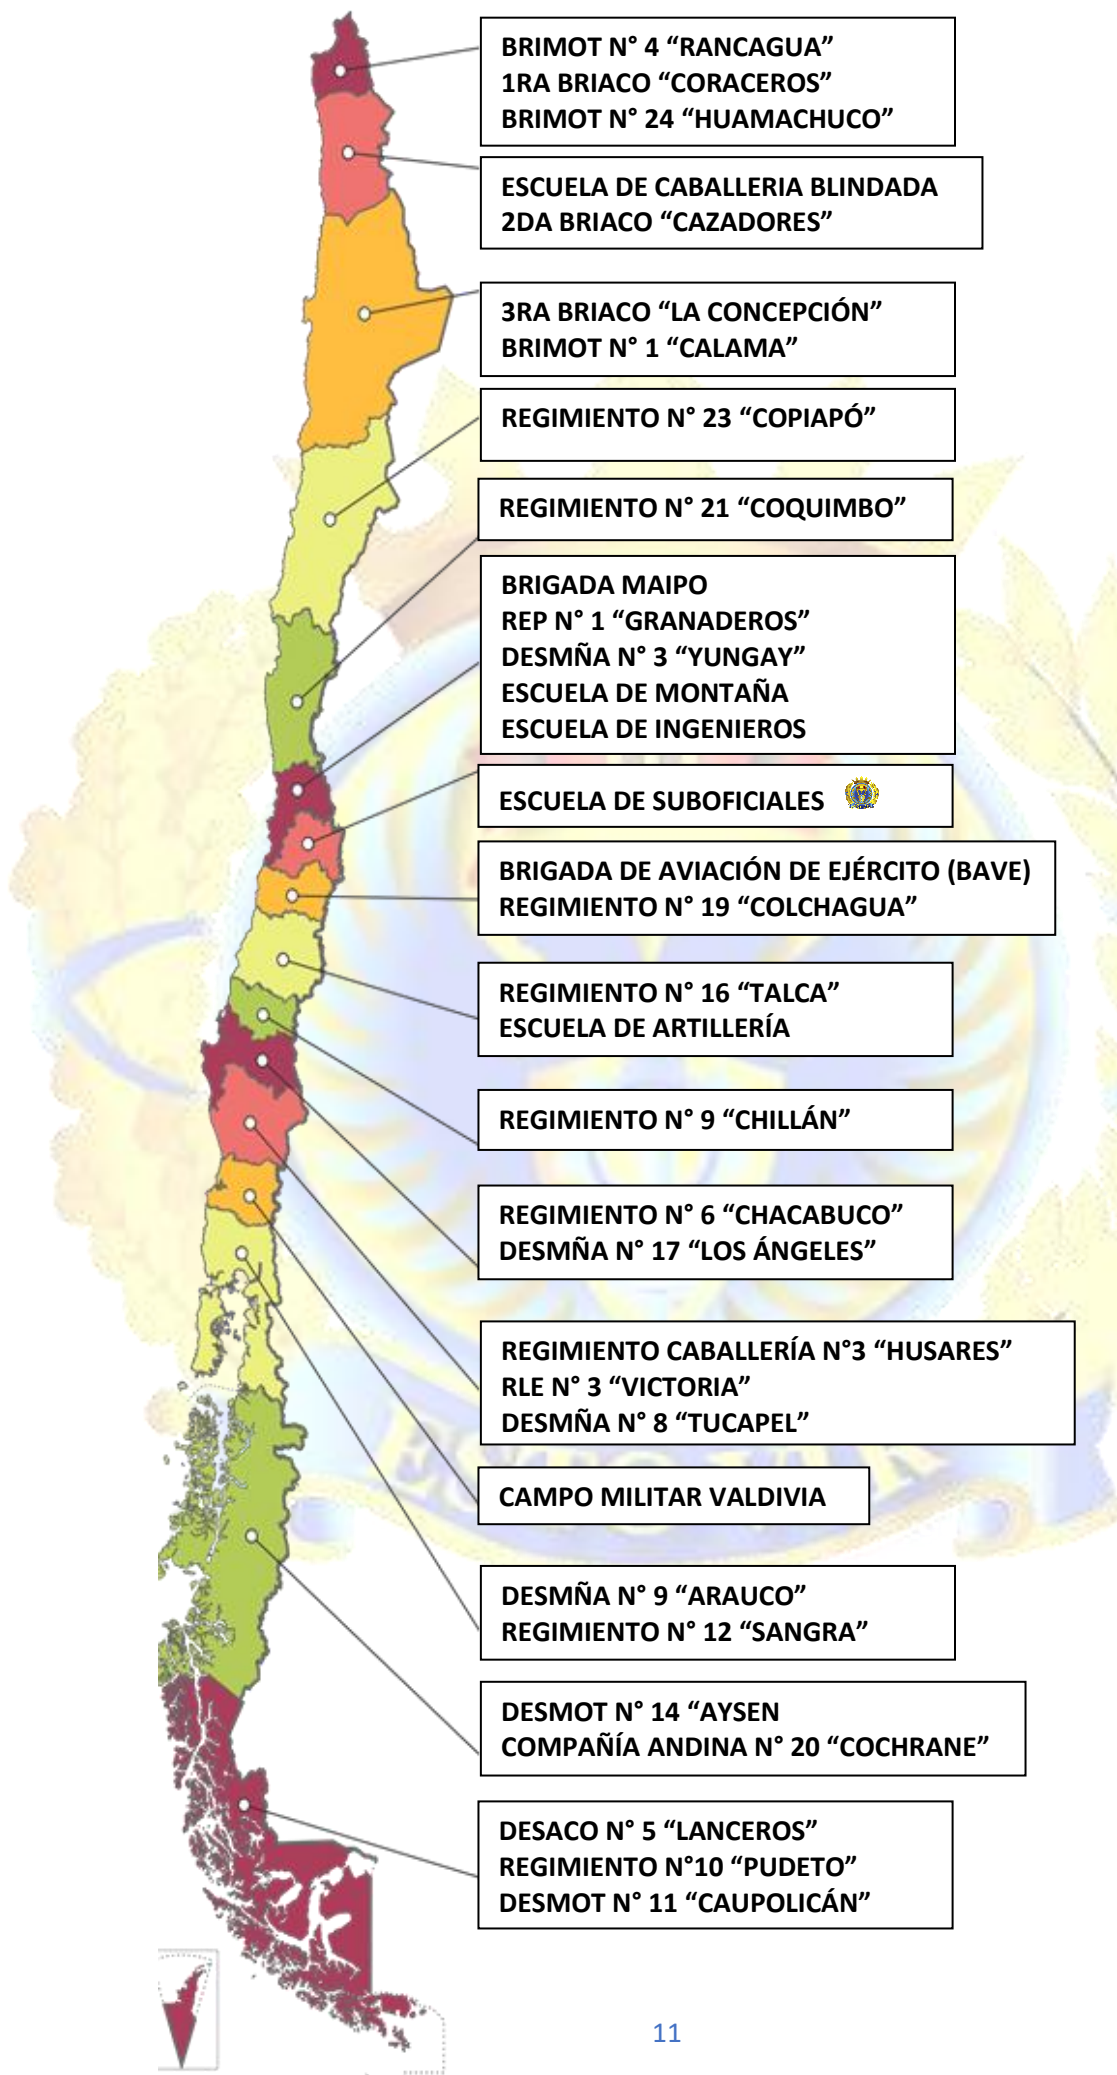 BRIMOT N° 4 “RANCAGUA”
1RA BRIACO “CORACEROS”
BRIMOT N° 24 “HUAMACHUCO”
ESCUELA DE CABALLERIA BLINDADA
2DA BRIACO “CAZADORES”
3RA BRIACO “LA CONCEPCIÓN”
BRIMOT N° 1 “CALAMA”
REGIMIENTO N° 23 “COPIAPÓ”
REGIMIENTO N° 21 “COQUIMBO”
BRIGADA MAIPO
REP N° 1 “GRANADEROS”
DESMÑA N° 3 “YUNGAY”
ESCUELA DE MONTAÑA
ESCUELA DE INGENIEROS
ESCUELA DE SUBOFICIALES
BRIGADA DE AVIACIÓN DE EJÉRCITO (BAVE)
REGIMIENTO N° 19 “COLCHAGUA”
REGIMIENTO N° 16 “TALCA”
ESCUELA DE ARTILLERÍA
REGIMIENTO N° 9 “CHILLÁN”
REGIMIENTO N° 6 “CHACABUCO”
DESMÑA N° 17 “LOS ÁNGELES”
REGIMIENTO CABALLERÍA N°3 “HUSARES”
RLE N° 3 “VICTORIA”
DESMÑA N° 8 “TUCAPEL”
CAMPO MILITAR VALDIVIA
DESMÑA N° 9 “ARAUCO”
REGIMIENTO N° 12 “SANGRA”
DESMOT N° 14 “AYSEN
COMPAÑÍA ANDINA N° 20 “COCHRANE”
DESACO N° 5 “LANCEROS”
REGIMIENTO N°10 “PUDETO”
DESMOT N° 11 “CAUPOLICÁN”
11